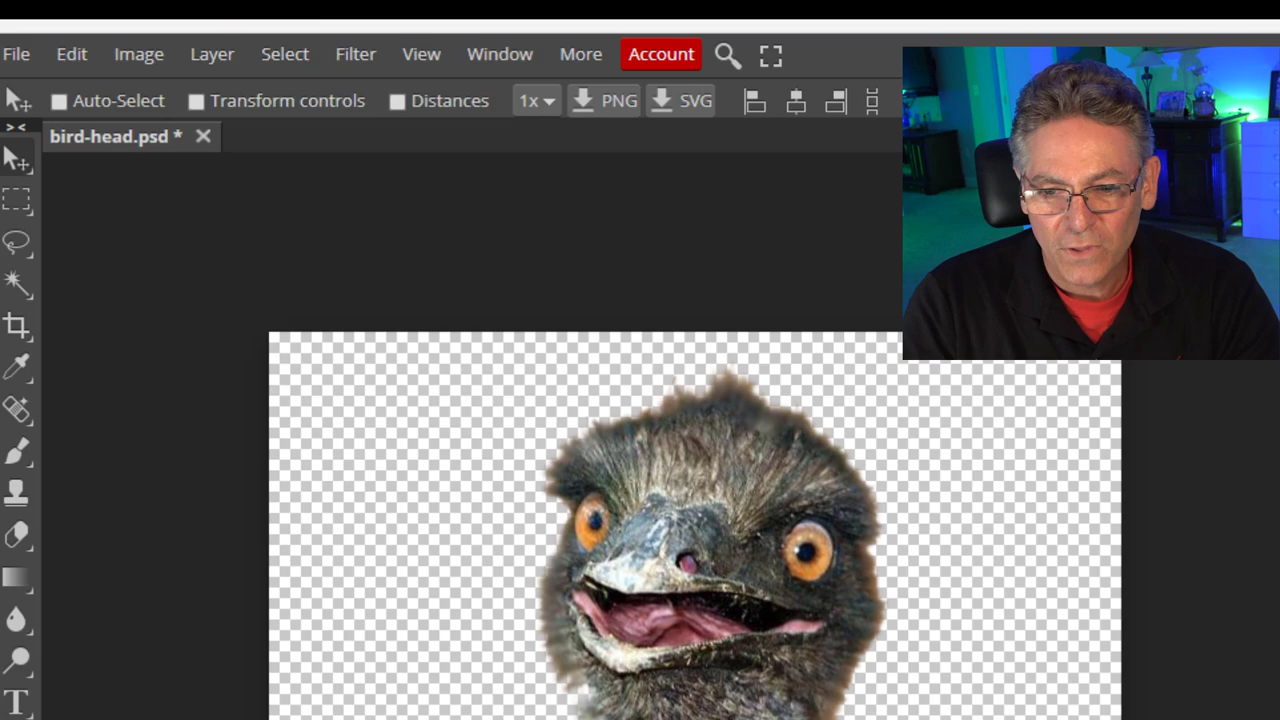 File Edit Image Layer Select Filter View Window More Account
Auto-Select Transform controls Distances 1x PNG SVG
> <
bird-head.psd *
T